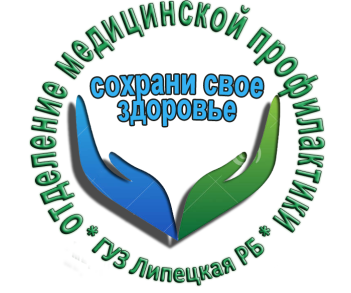 отделение медицинской профилактики
сохрани свое
здоровье
* ГУЗ Липецкая РБ *